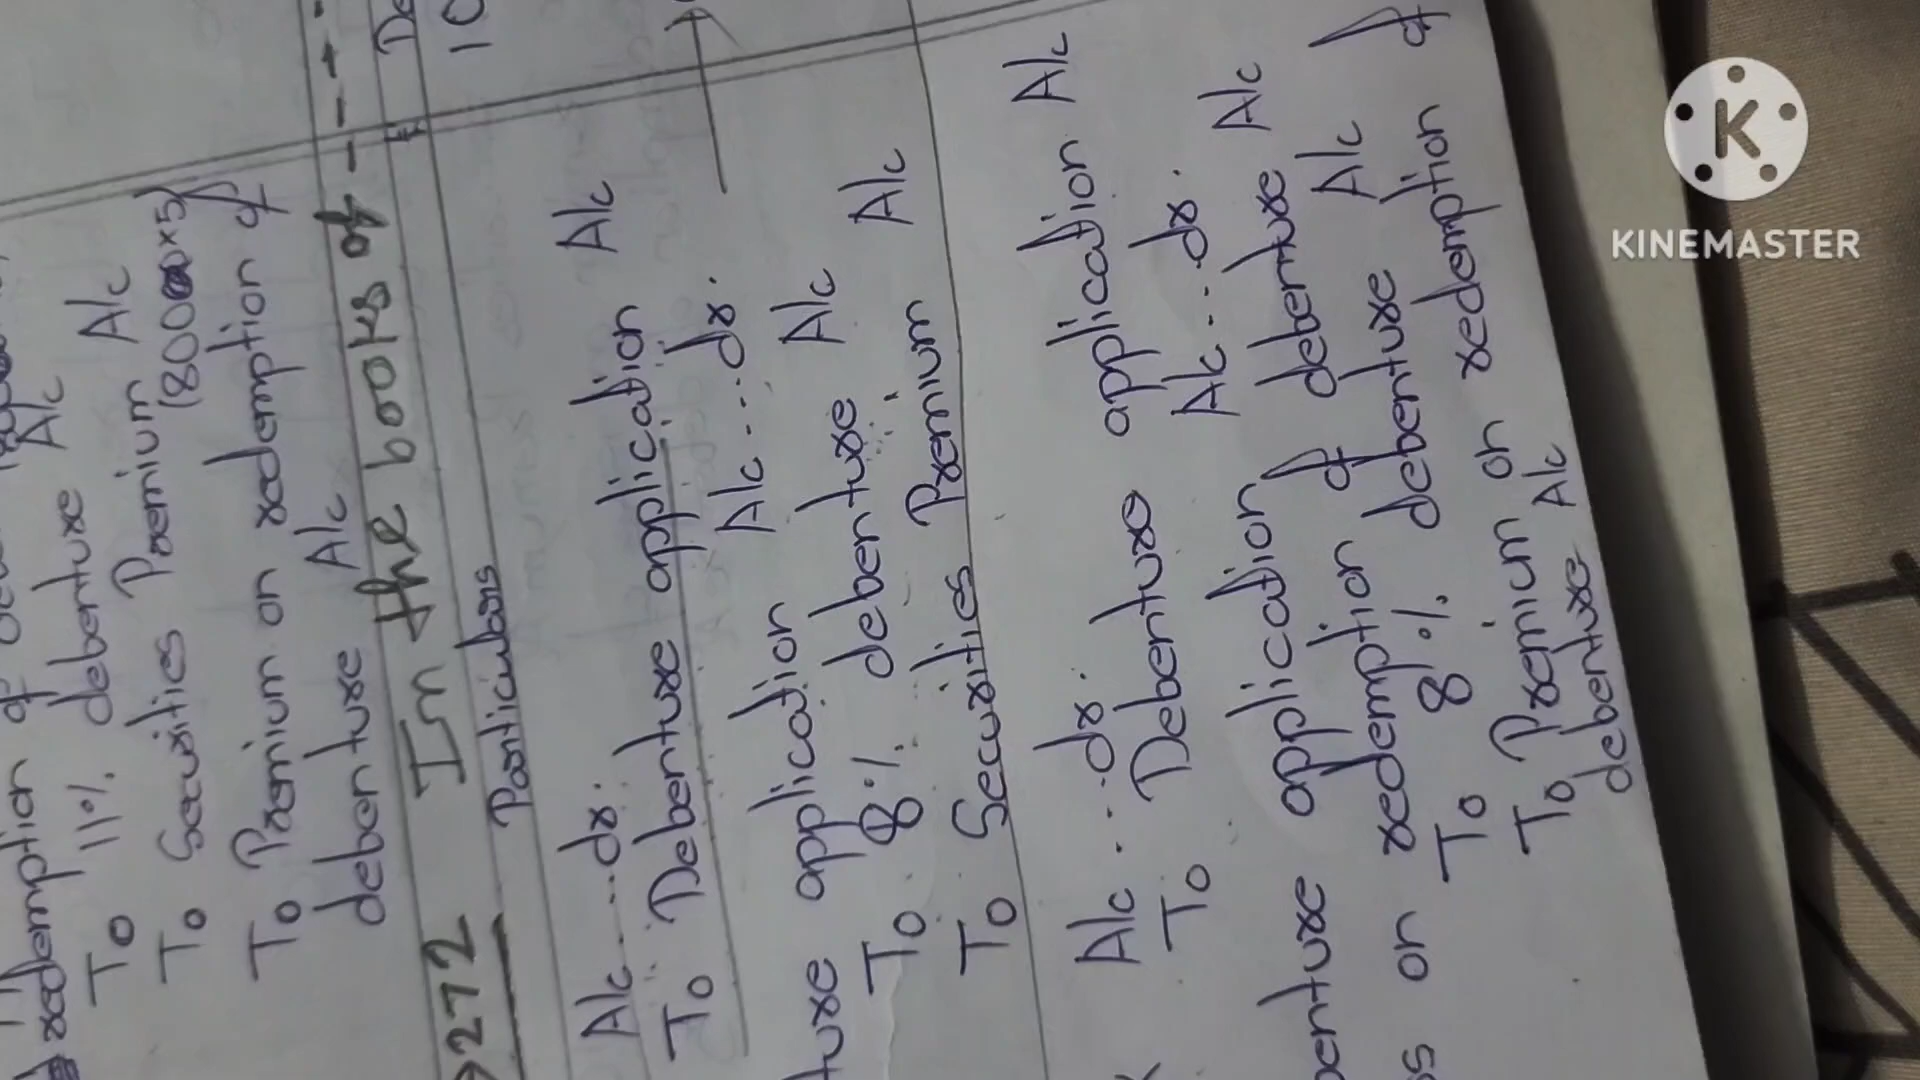 redemption of
To 11% debenture A/c
To Securities Premium A/c
(8000×5)
To Premium on redemption of
debenture A/c
272 In the books of ----
Particulars
A/c....dr.
To Debenture application A/c
application A/c....dr.
To 8% debenture A/c
To Securities Premium A/c
A/c...dr.
To Debenture application A/c
debenture application A/c...dr.
on redemption of debenture A/c
To 8% debenture A/c
To Premium on redemption of
debenture A/c
K
KINEMASTER